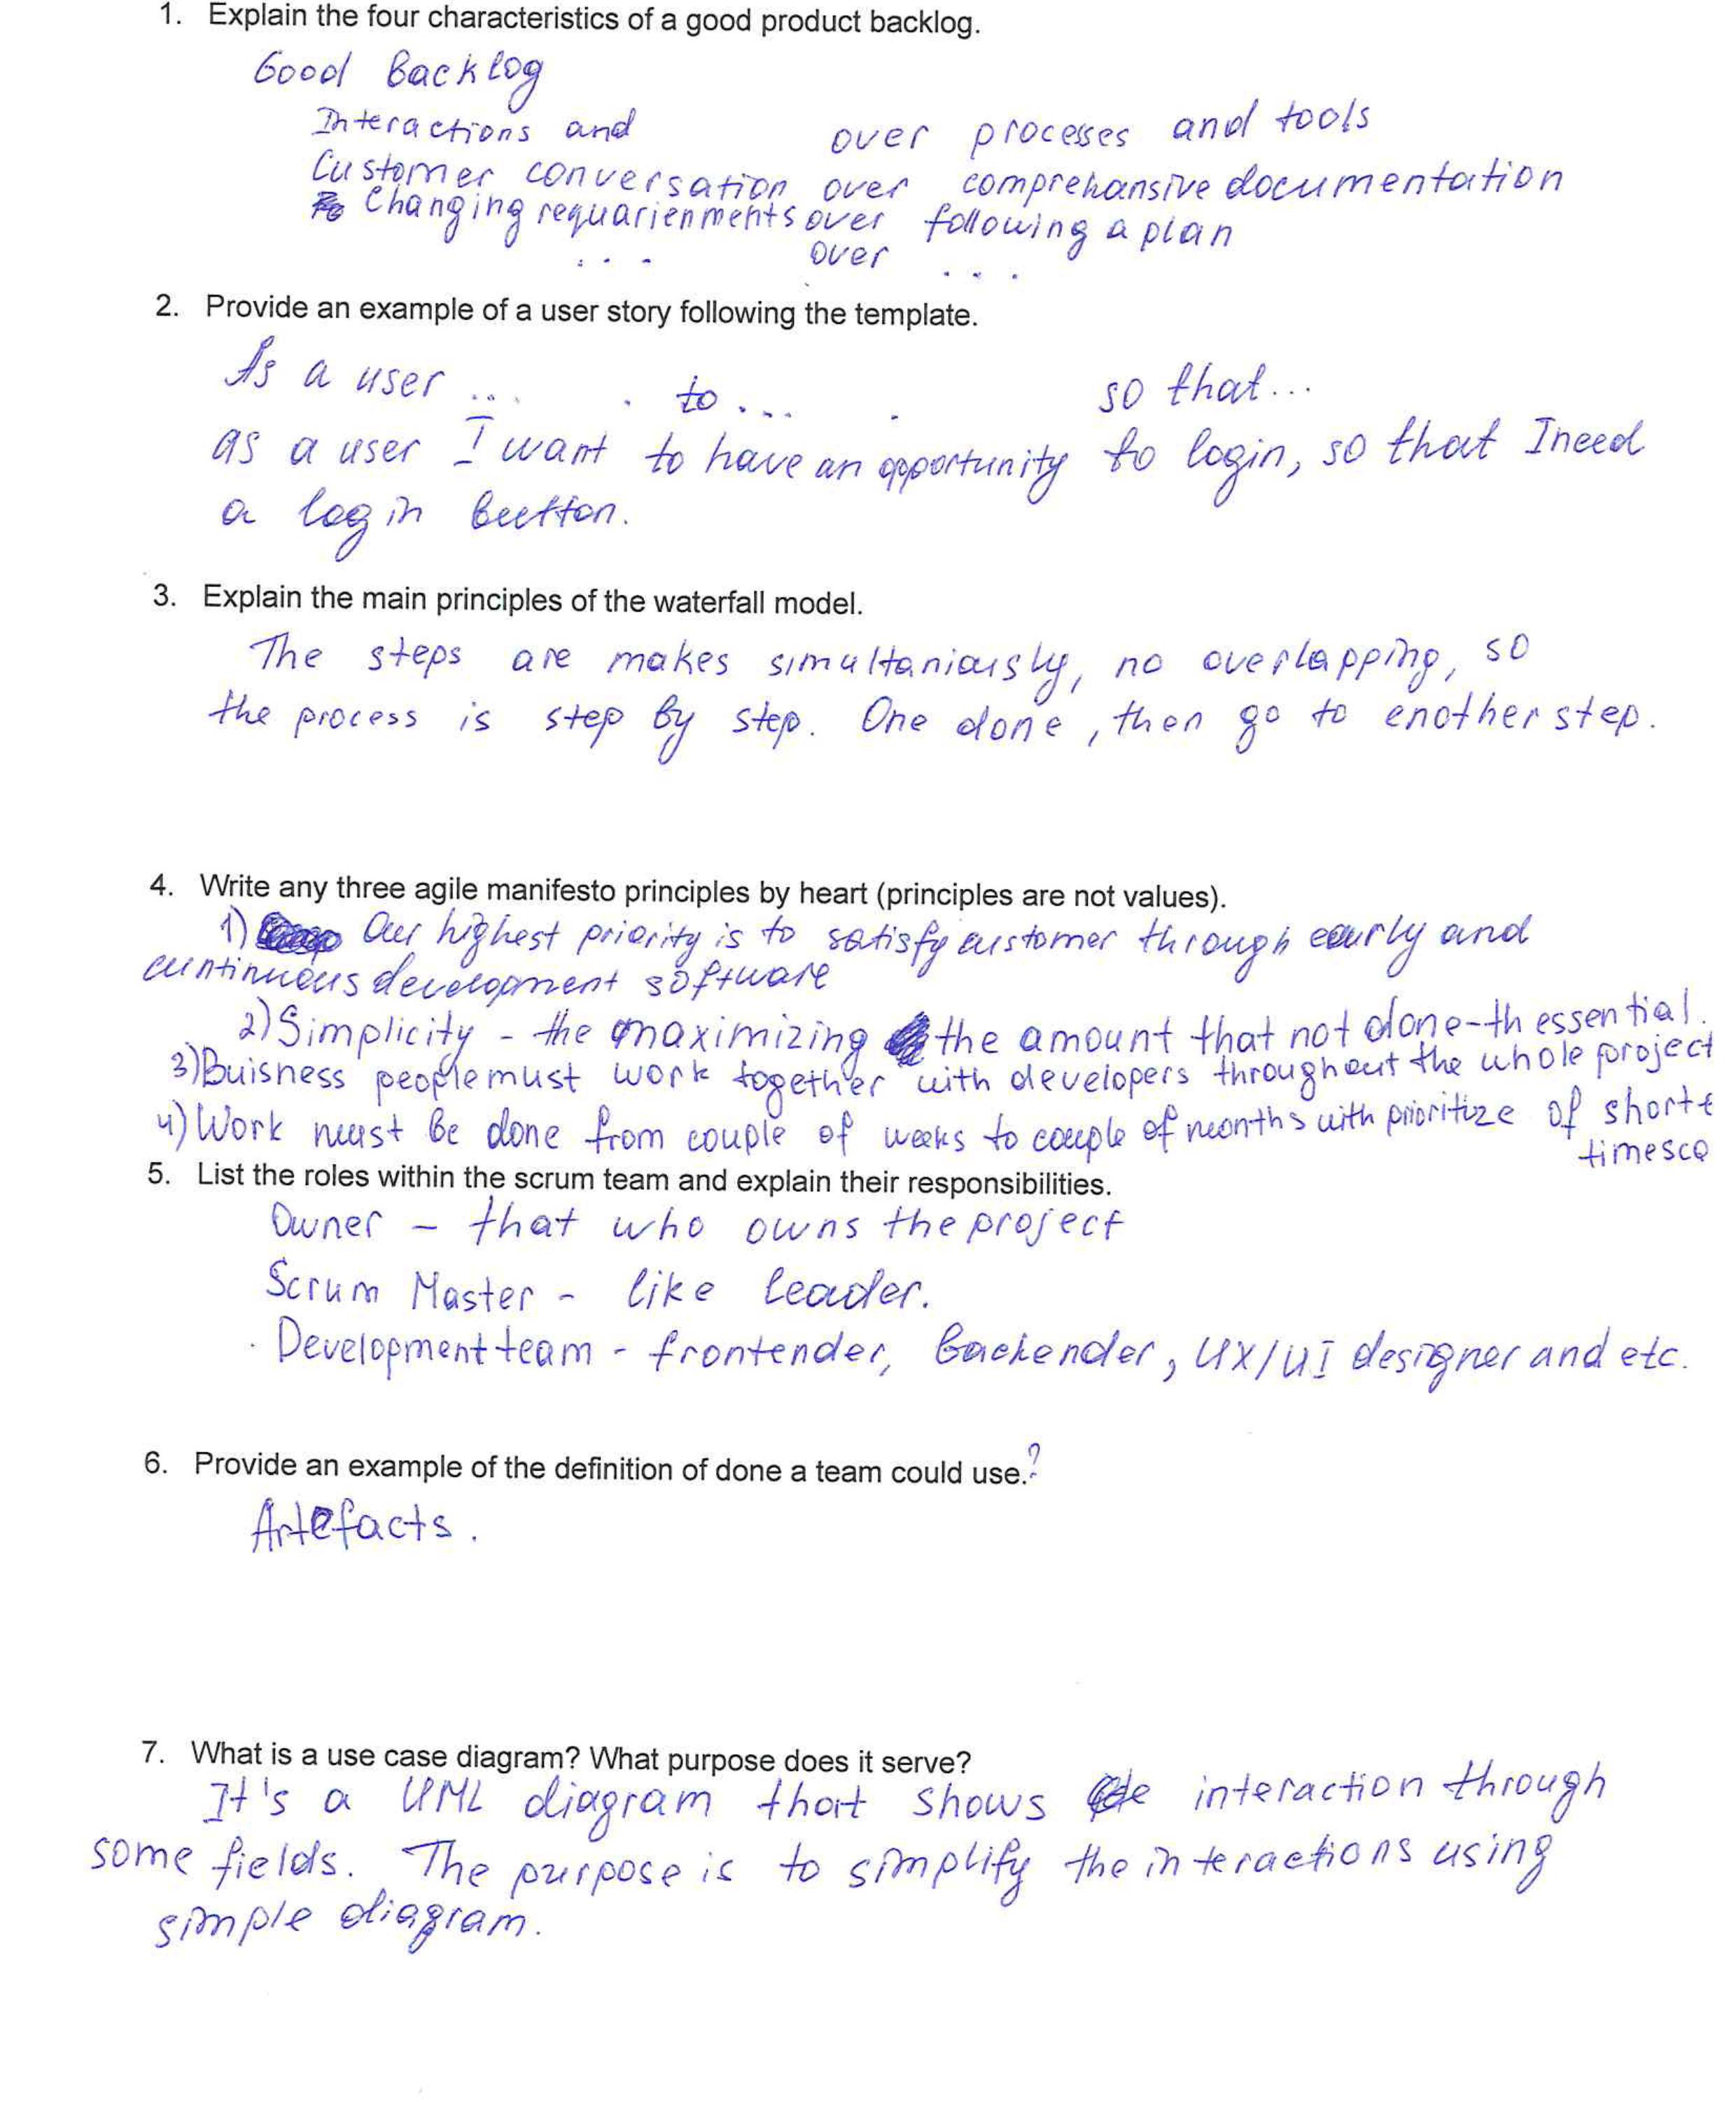 1. Explain the four characteristics of a good product backlog.
Good Backlog
Interactions and over processes and tools
Customer conversation over comprehansive documentation
Changing requarienments over following a plan
... over ...
2. Provide an example of a user story following the template.
As a user ... to ... so that...
as a user I want to have an opportunity to login, so that I need
a login button.
3. Explain the main principles of the waterfall model.
The steps are makes simultaniously, no overlapping, so
the process is step by step. One done, then go to enother step.
4. Write any three agile manifesto principles by heart (principles are not values).
1) Our highest priority is to satisfy customer through early and
continuous development software
2) Simplicity - the maximizing the amount that not done-th essential.
3) Buisness people must work together with developers throughout the whole project
4) Work must be done from couple of weeks to couple of months with prioritize of shorte
timesca
5. List the roles within the scrum team and explain their responsibilities.
Owner - that who owns the project
Scrum Master - like leader.
Development team - frontender, backender, UX/UI designer and etc.
6. Provide an example of the definition of done a team could use.?
Artefacts.
7. What is a use case diagram? What purpose does it serve?
It's a UML diagram that shows interaction through
some fields. The purpose is to simplify the interactions using
simple diagram.